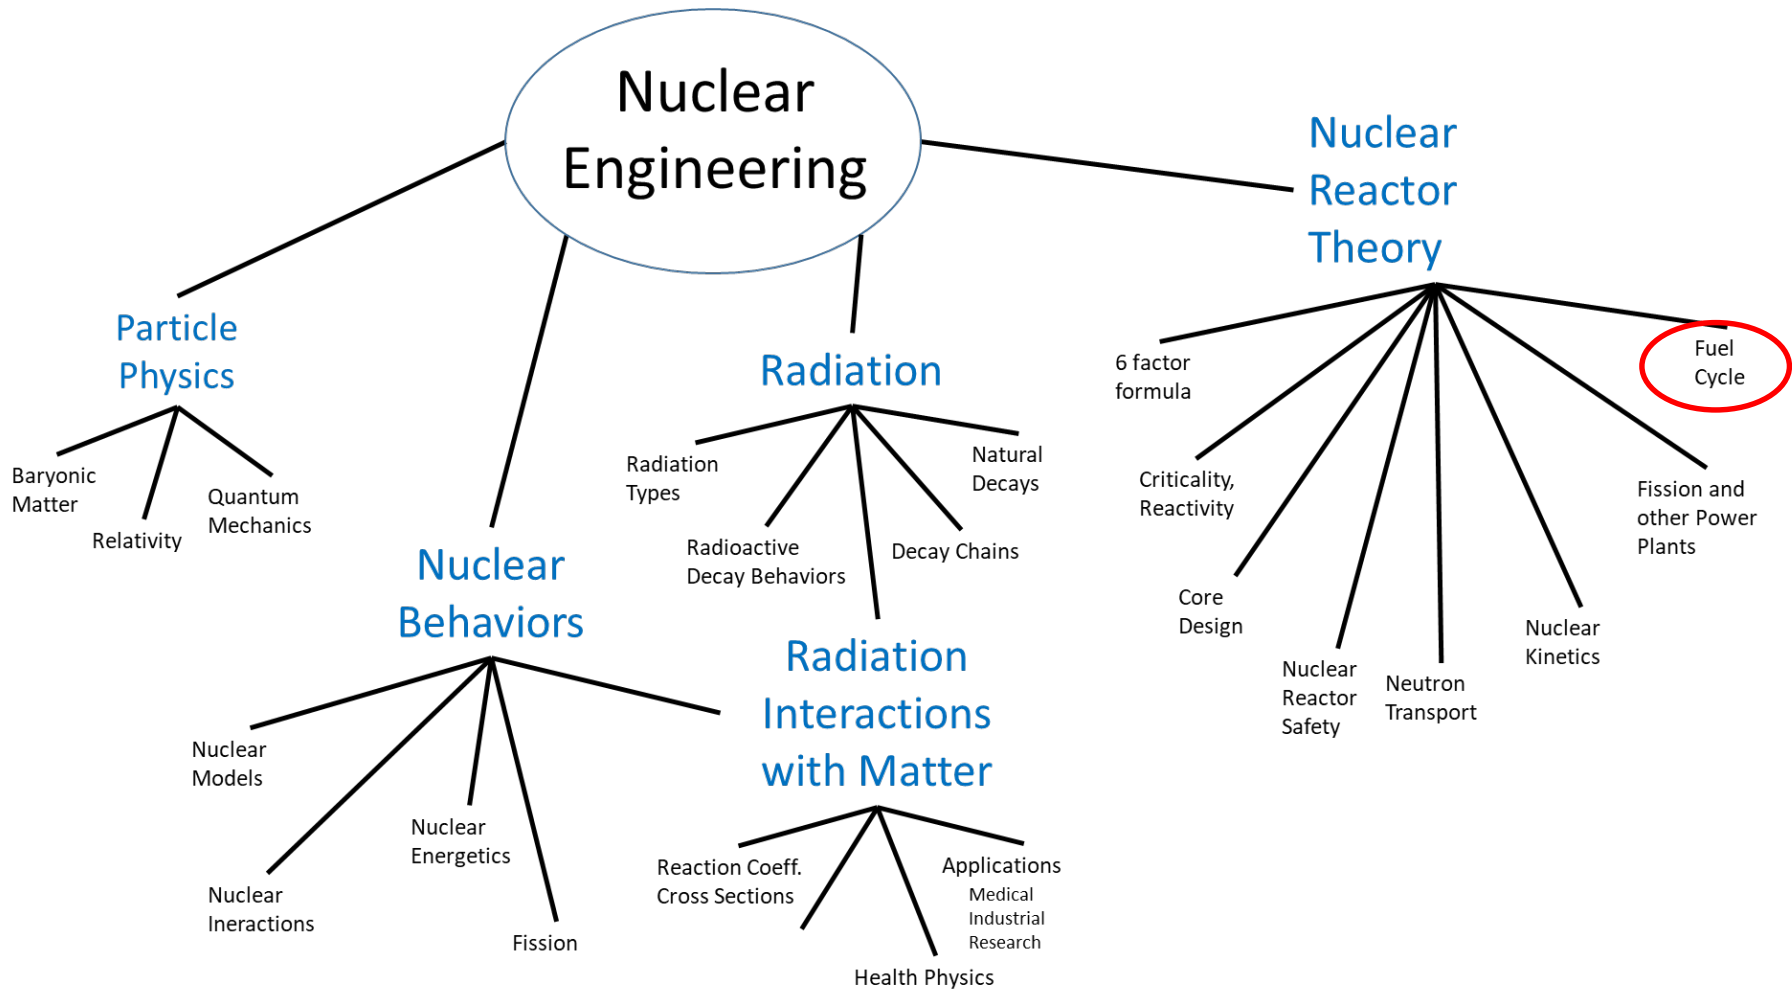 Nuclear
Engineering
Nuclear
Reactor
Theory
Particle
Physics
Baryonic
Matter
Relativity
Quantum
Mechanics
Nuclear
Behaviors
Nuclear
Models
Nuclear
Ineractions
Nuclear
Energetics
Fission
Radiation
Radiation
Types
Radioactive
Decay Behaviors
Decay Chains
Natural
Decays
Radiation
Interactions
with Matter
Reaction Coeff.
Cross Sections
Health Physics
Applications
Medical
Industrial
Research
6 factor
formula
Criticality,
Reactivity
Core
Design
Nuclear
Reactor
Safety
Neutron
Transport
Nuclear
Kinetics
Fission and
other Power
Plants
Fuel
Cycle